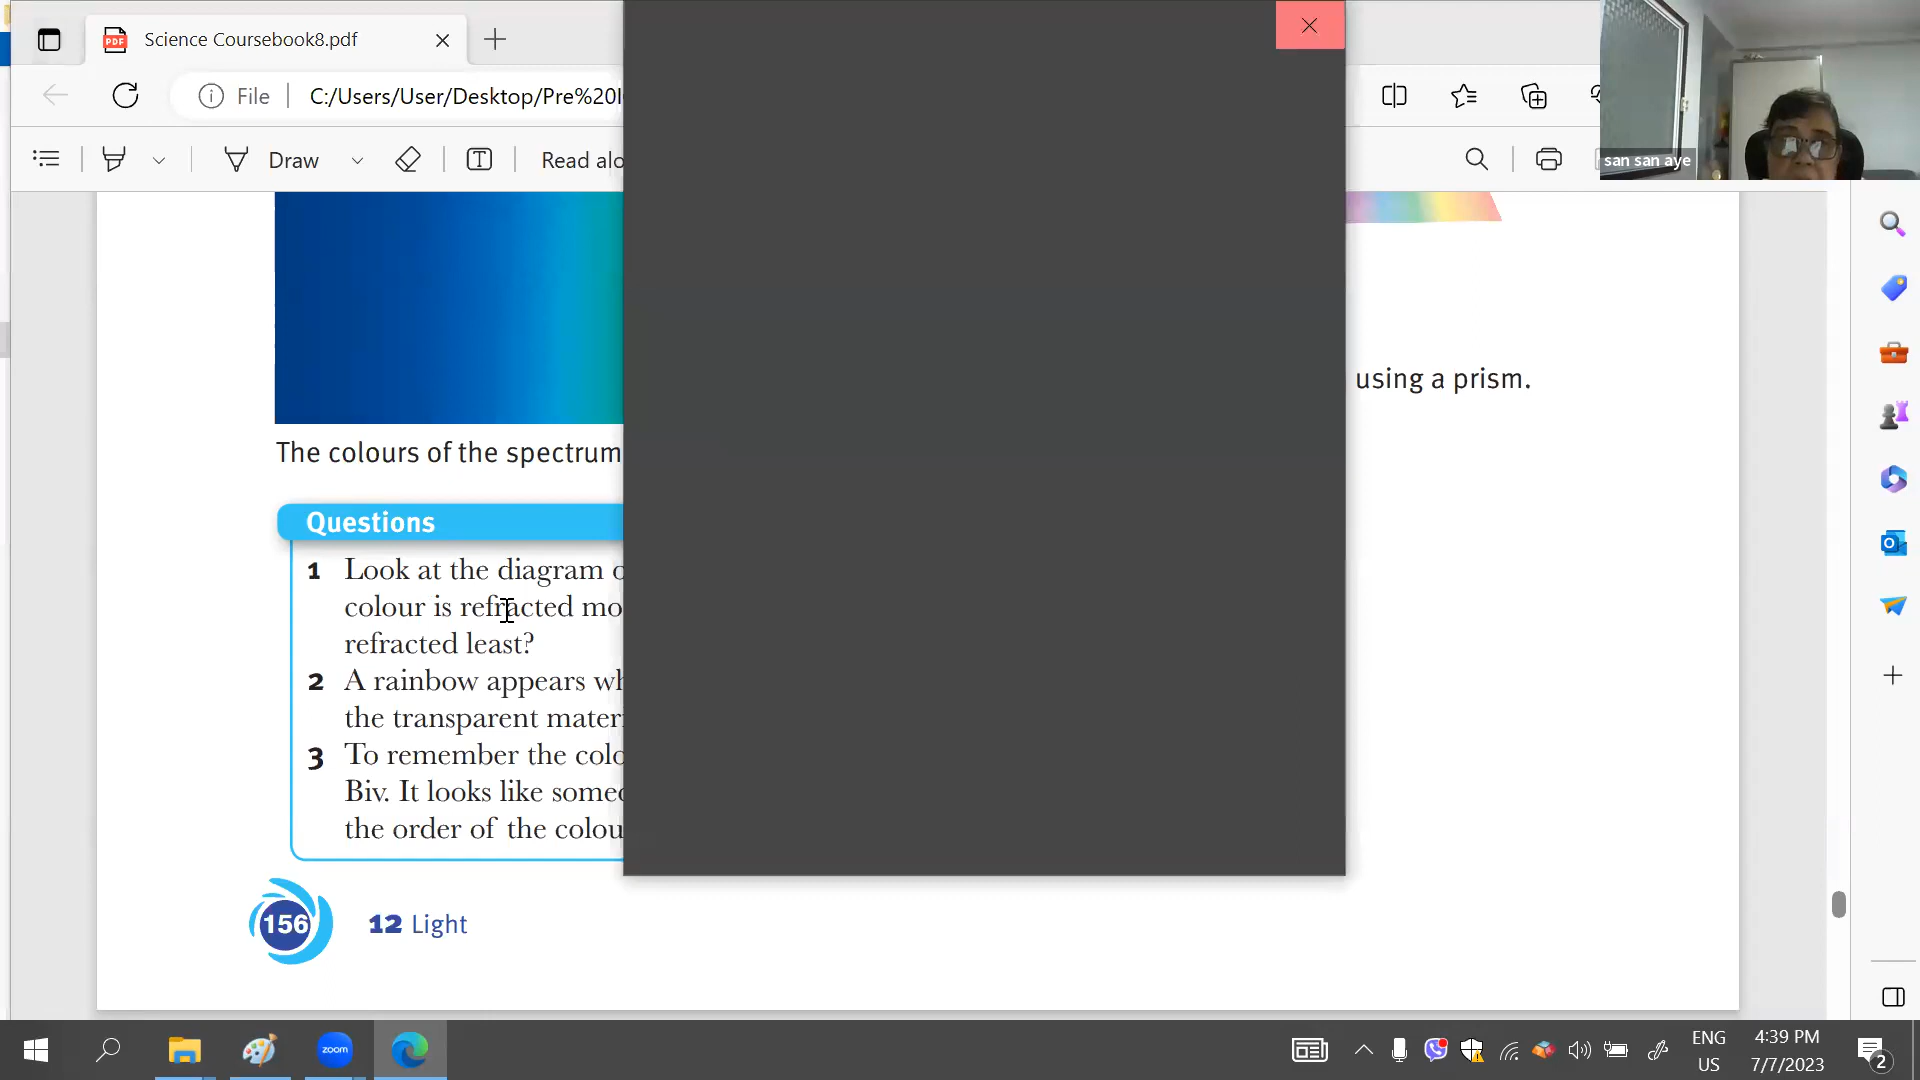 Science Coursebook8.pdf
File
C:/Users/User/Desktop/Pre%20I
Draw
Read alo
san san aye
using a prism.
The colours of the spectrum
Questions
1 Look at the diagram o
colour is refracted mo
refracted least?
2 A rainbow appears wh
the transparent materi
3 To remember the colo
Biv. It looks like someo
the order of the colou
156
12 Light
zoom
ENG
US
4:39 PM
7/7/2023
2